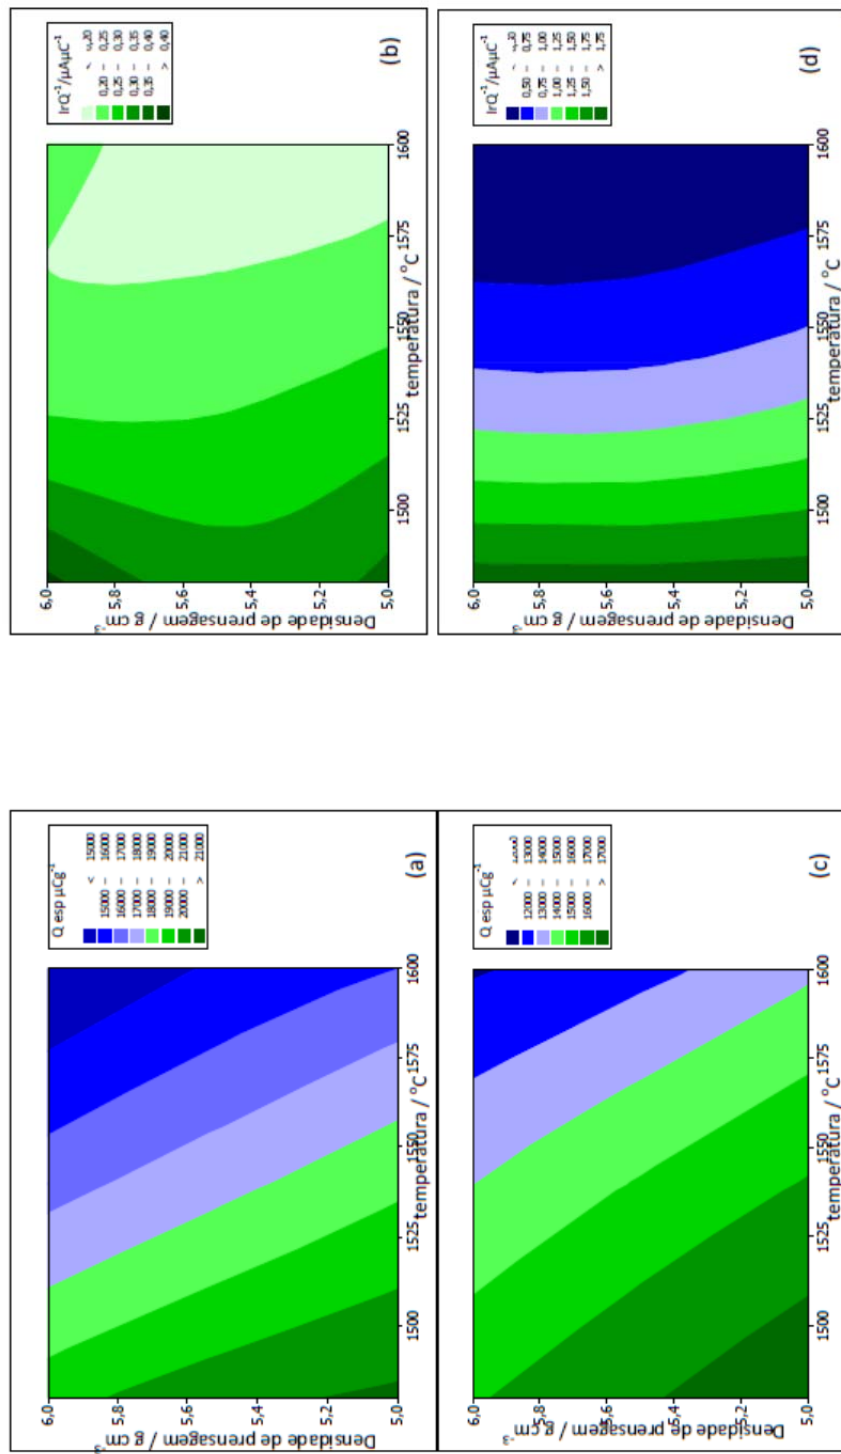 Q esp µCg⁻¹
< 15000
15000 – 16000
16000 – 17000
17000 – 18000
18000 – 19000
19000 – 20000
20000 – 21000
> 21000
Densidade de prensagem / g cm⁻³
6,0
5,8
5,6
5,4
5,2
5,0
1500 1525 1550 1575 1600
temperatura / °C
(a)
IrQ⁻¹/µAµC⁻¹
0,20 – 0,25
0,25 – 0,30
0,30 – 0,35
0,35 – 0,40
> 0,40
Densidade de prensagem / g cm⁻³
6,0
5,8
5,6
5,4
5,2
5,0
1500 1525 1550 1575 1600
temperatura / °C
(b)
Q esp µCg⁻¹
12000 – 13000
13000 – 14000
14000 – 15000
15000 – 16000
16000 – 17000
> 17000
Densidade de prensagem / g cm⁻³
6,0
5,8
5,6
5,4
5,2
5,0
1500 1525 1550 1575 1600
temperatura / °C
(c)
IrQ⁻¹/µAµC⁻¹
0,50 – 0,75
0,75 – 1,00
1,00 – 1,25
1,25 – 1,50
1,50 – 1,75
> 1,75
Densidade de prensagem / g cm⁻³
6,0
5,8
5,6
5,4
5,2
5,0
1500 1525 1550 1575 1600
temperatura / °C
(d)